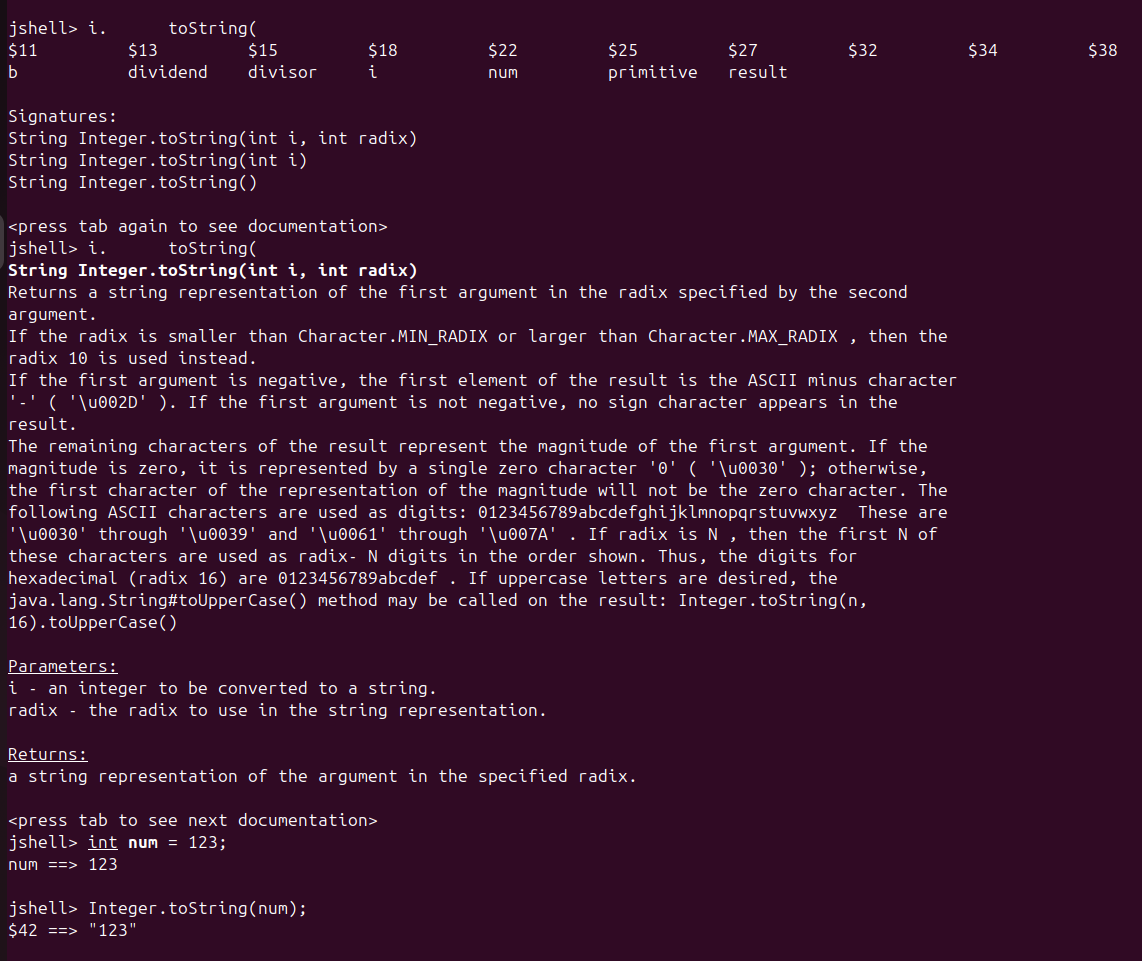 jshell> i.      toString(
$11         $13         $15         $18         $22         $25         $27         $32         $34         $38
b           dividend    divisor     i           num         primitive   result

Signatures:
String Integer.toString(int i, int radix)
String Integer.toString(int i)
String Integer.toString()

<press tab again to see documentation>
jshell> i.      toString(
String Integer.toString(int i, int radix)
Returns a string representation of the first argument in the radix specified by the second
argument.
If the radix is smaller than Character.MIN_RADIX or larger than Character.MAX_RADIX , then the
radix 10 is used instead.
If the first argument is negative, the first element of the result is the ASCII minus character
'-' ( '\u002D' ). If the first argument is not negative, no sign character appears in the
result.
The remaining characters of the result represent the magnitude of the first argument. If the
magnitude is zero, it is represented by a single zero character '0' ( '\u0030' ); otherwise,
the first character of the representation of the magnitude will not be the zero character. The
following ASCII characters are used as digits: 0123456789abcdefghijklmnopqrstuvwxyz  These are
'\u0030' through '\u0039' and '\u0061' through '\u007A' . If radix is N , then the first N of
these characters are used as radix- N digits in the order shown. Thus, the digits for
hexadecimal (radix 16) are 0123456789abcdef . If uppercase letters are desired, the
java.lang.String#toUpperCase() method may be called on the result: Integer.toString(n,
16).toUpperCase()

Parameters:
i - an integer to be converted to a string.
radix - the radix to use in the string representation.

Returns:
a string representation of the argument in the specified radix.

<press tab to see next documentation>
jshell> int num = 123;
num ==> 123

jshell> Integer.toString(num);
$42 ==> "123"